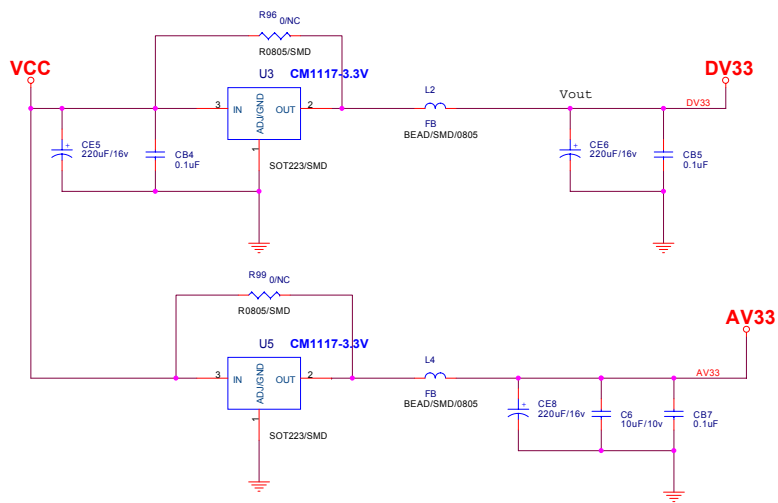 R96 0/NC
R0805/SMD
VCC
U3 CM1117-3.3V
DV33
L2
Vout
DV33
3 IN OUT 2
ADJ/GND
1
FB
BEAD/SMD/0805
CE5
220uF/16v
CB4
0.1uF
CE6
220uF/16v
CB5
0.1uF
SOT223/SMD
R99 0/NC
R0805/SMD
AV33
U5 CM1117-3.3V
L4
AV33
3 IN OUT 2
ADJ/GND
1
FB
BEAD/SMD/0805
CE8
220uF/16v
C6
10uF/10v
CB7
0.1uF
SOT223/SMD